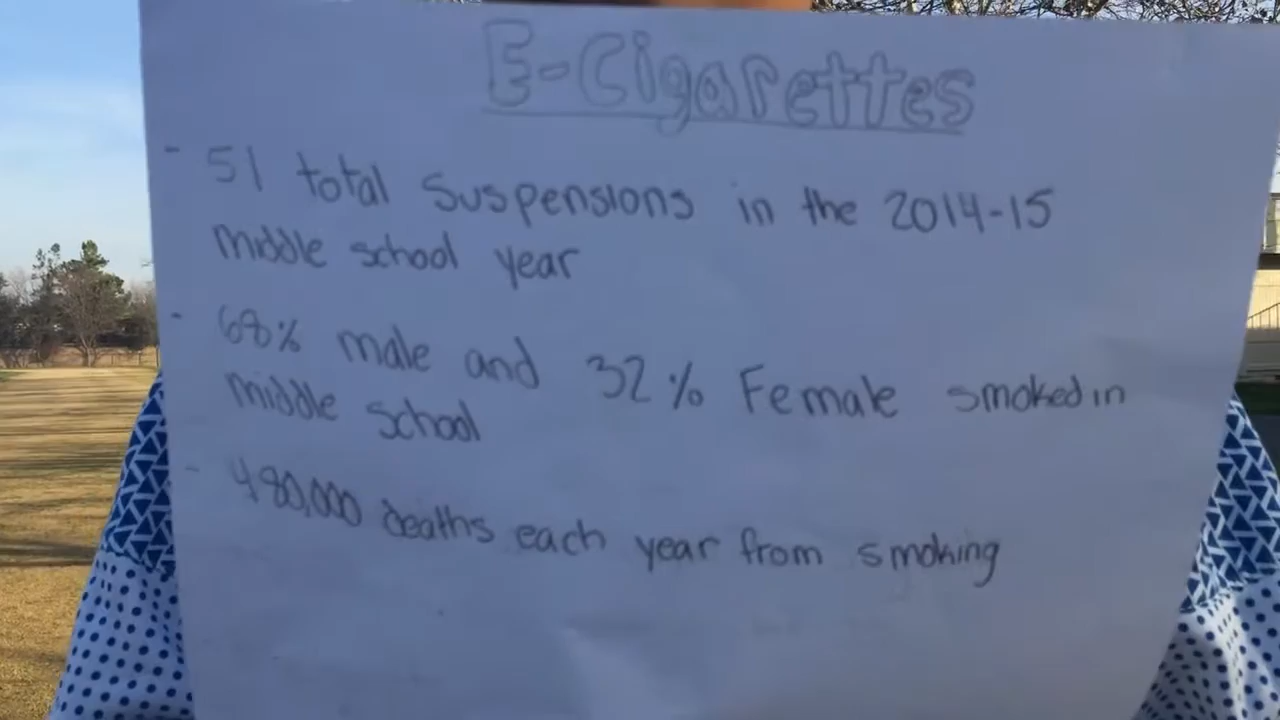 E-Cigarettes
- 51 total suspensions in the 2014-15
middle school year
- 68% male and 32% Female smoked in
middle school
- 480,000 deaths each year from smoking